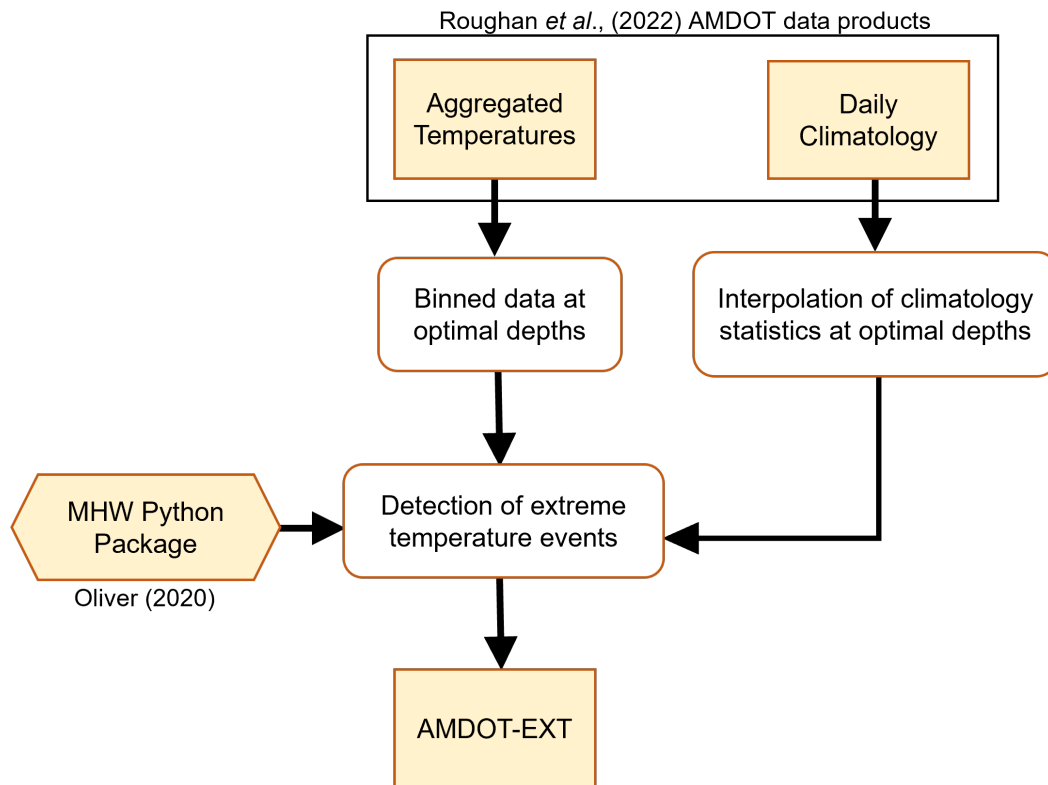 Roughan et al., (2022) AMDOT data products
Aggregated
Temperatures
Daily
Climatology
Binned data at
optimal depths
Interpolation of climatology
statistics at optimal depths
MHW Python
Package
Oliver (2020)
Detection of extreme
temperature events
AMDOT-EXT